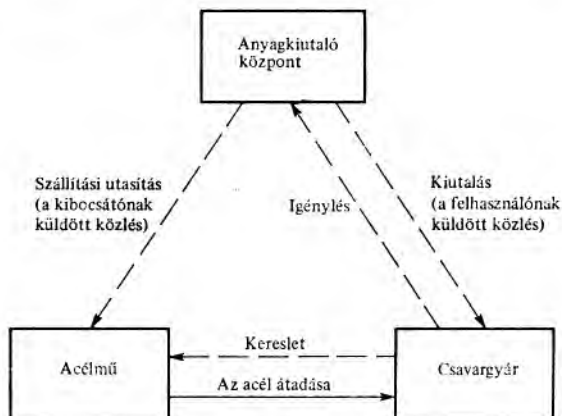 Anyagkiutaló
központ
Szállítási utasítás
(a kibocsátónak
küldött közlés)
Igénylés
Kiutalás
(a felhasználónak
küldött közlés)
Acélmű
Kereslet
Az acél átadása
Csavargyár